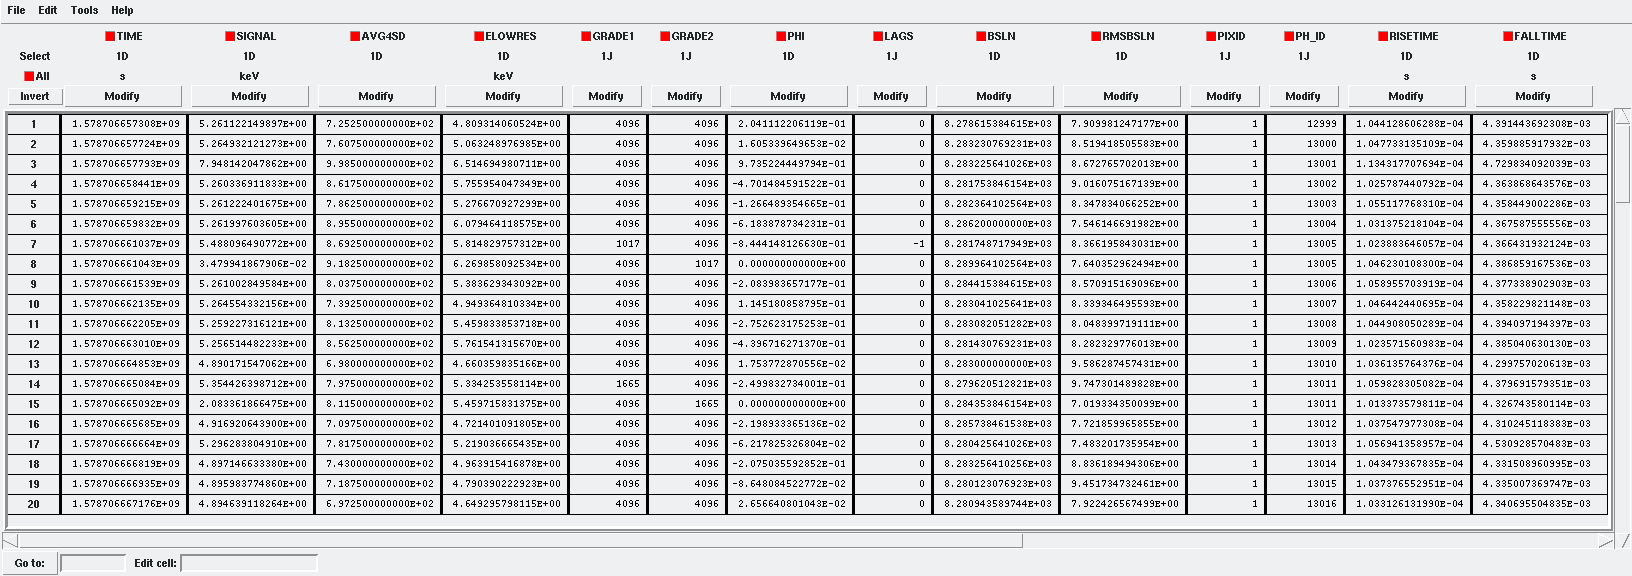 File Edit Tools Help
TIME SIGNAL AVG4SD ELOWRES GRADE1 GRADE2 PHI LAGS BSLN RMSBSLN PIXID PH_ID RISETIME FALLTIME
Select 1D 1D 1D 1D 1J 1J 1D 1J 1D 1D 1J 1J 1D 1D
All s keV keV s s
Invert Modify Modify Modify Modify Modify Modify Modify Modify Modify Modify Modify Modify Modify Modify
1 1.578706657308E+09 5.261122149897E+00 7.252500000000E+02 4.809314060524E+00 4096 4096 2.041112206119E-01 0 8.278615384615E+03 7.909981247177E+00 1 12999 1.044128606288E-04 4.391443692308E-03
2 1.578706657724E+09 5.264932121273E+00 7.607500000000E+02 5.063248976985E+00 4096 4096 1.605339649653E-02 0 8.283230769231E+03 8.519418505583E+00 1 13000 1.047733135109E-04 4.359885917932E-03
3 1.578706657793E+09 7.948142047862E+00 9.985000000000E+02 6.514694980711E+00 4096 4096 9.735224449794E-01 0 8.283225641026E+03 8.672765702013E+00 1 13001 1.134317707694E-04 4.729834092039E-03
4 1.578706658441E+09 5.260336911833E+00 8.617500000000E+02 5.755954047349E+00 4096 4096 -4.701484591522E-01 0 8.281753846154E+03 9.016075167139E+00 1 13002 1.025787440792E-04 4.363868643576E-03
5 1.578706659215E+09 5.261222401675E+00 7.862500000000E+02 5.276670927299E+00 4096 4096 -1.266489354665E-01 0 8.282364102564E+03 8.347834066252E+00 1 13003 1.055117768310E-04 4.358449002286E-03
6 1.578706659832E+09 5.261997603605E+00 8.955000000000E+02 6.079464118575E+00 4096 4096 -6.183878734231E-01 0 8.286200000000E+03 7.546146691982E+00 1 13004 1.031375218104E-04 4.367587555556E-03
7 1.578706661037E+09 5.488096490772E+00 8.692500000000E+02 5.814829757312E+00 1017 4096 -8.444148126630E-01 -1 8.281748717949E+03 8.366195843031E+00 1 13005 1.023883646057E-04 4.366431932124E-03
8 1.578706661043E+09 3.479941867906E-02 9.182500000000E+02 6.269858092534E+00 4096 1017 0.000000000000E+00 0 8.289964102564E+03 7.640352962494E+00 1 13005 1.046230108300E-04 4.386859167536E-03
9 1.578706661539E+09 5.261002849584E+00 8.037500000000E+02 5.383629343092E+00 4096 4096 -2.083983657177E-01 0 8.284415384615E+03 8.570915169096E+00 1 13006 1.058955703919E-04 4.377338902903E-03
10 1.578706662135E+09 5.264554332156E+00 7.392500000000E+02 4.949364810334E+00 4096 4096 1.145180858795E-01 0 8.283041025641E+03 8.339346495593E+00 1 13007 1.046442440695E-04 4.358229821148E-03
11 1.578706662205E+09 5.259227316121E+00 8.132500000000E+02 5.459833853718E+00 4096 4096 -2.752623175253E-01 0 8.283082051282E+03 8.048399719111E+00 1 13008 1.044908050289E-04 4.394097194397E-03
12 1.578706663010E+09 5.256514482233E+00 8.562500000000E+02 5.761541315670E+00 4096 4096 -4.396716271370E-01 0 8.281430769231E+03 8.282329776013E+00 1 13009 1.023571560983E-04 4.385040630130E-03
13 1.578706664853E+09 4.890171547062E+00 6.980000000000E+02 4.660359835166E+00 4096 4096 1.753772870556E-02 0 8.283000000000E+03 9.586287457431E+00 1 13010 1.036135764376E-04 4.299757020613E-03
14 1.578706665084E+09 5.354426398712E+00 7.975000000000E+02 5.334253558114E+00 1665 4096 -2.499832734001E-01 0 8.279620512821E+03 9.747301489828E+00 1 13011 1.059828305082E-04 4.379691579351E-03
15 1.578706665092E+09 2.083361866475E+00 8.115000000000E+02 5.459715831375E+00 4096 1665 0.000000000000E+00 0 8.284353846154E+03 7.019334350099E+00 1 13011 1.013373579811E-04 4.326743580114E-03
16 1.578706665685E+09 4.916920643900E+00 7.097500000000E+02 4.721401091805E+00 4096 4096 -2.198933365136E-02 0 8.285738461538E+03 7.721859965855E+00 1 13012 1.037547977308E-04 4.310245118383E-03
17 1.578706666664E+09 5.296283804910E+00 7.817500000000E+02 5.219036665435E+00 4096 4096 -6.217825326804E-02 0 8.280425641026E+03 7.483201735954E+00 1 13013 1.056941358957E-04 4.530928570483E-03
18 1.578706666819E+09 4.897146633380E+00 7.430000000000E+02 4.963915416878E+00 4096 4096 -2.075035592852E-01 0 8.283256410256E+03 8.836189494306E+00 1 13014 1.043479367835E-04 4.331508960995E-03
19 1.578706666935E+09 4.895983774860E+00 7.187500000000E+02 4.790390222923E+00 4096 4096 -8.648084522772E-02 0 8.280123076923E+03 9.451734732461E+00 1 13015 1.037376552951E-04 4.335007369747E-03
20 1.578706667176E+09 4.894639118264E+00 6.972500000000E+02 4.649295798115E+00 4096 4096 2.656640801043E-02 0 8.280943589744E+03 7.922426567499E+00 1 13016 1.033126131990E-04 4.340695504835E-03
Go to: Edit cell: